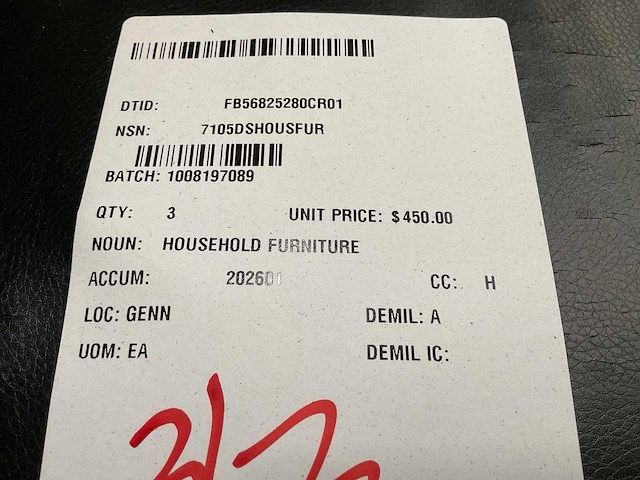 DTID: FB56825280CR01
NSN: 7105DSHOUSFUR
BATCH: 1008197089
QTY: 3 UNIT PRICE: $450.00
NOUN: HOUSEHOLD FURNITURE
ACCUM: 202601 CC: H
LOC: GENN DEMIL: A
UOM: EA DEMIL IC: